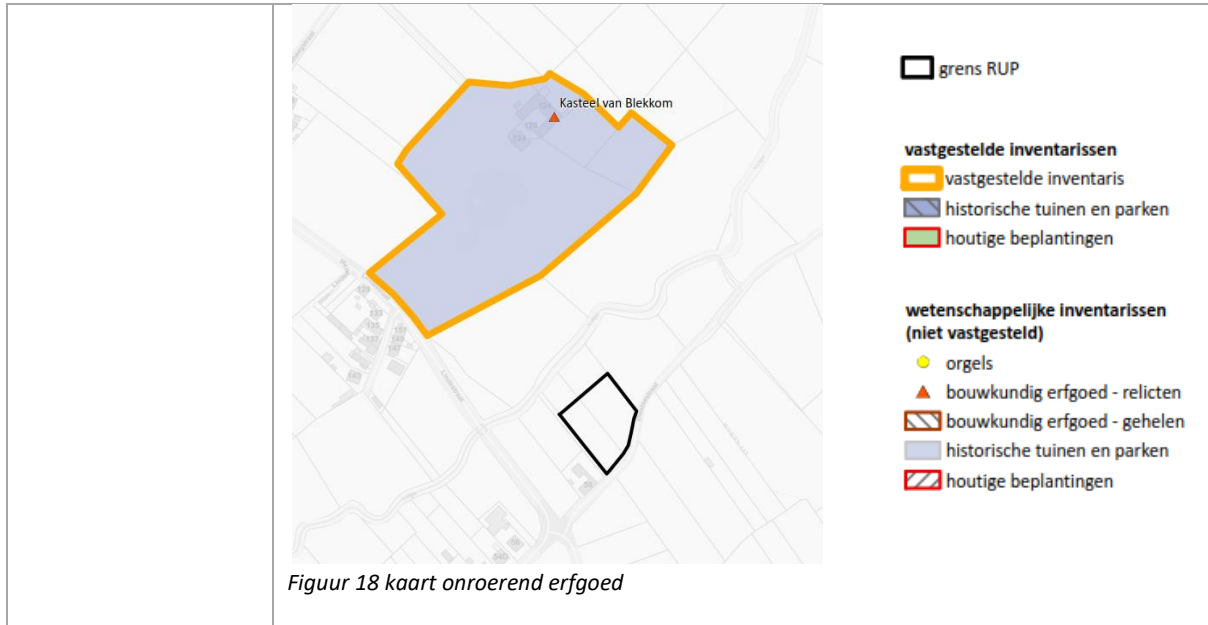 Kasteel van Blekkom
grens RUP
vastgestelde inventarissen
vastgestelde inventaris
historische tuinen en parken
houtige beplantingen
wetenschappelijke inventarissen
(niet vastgesteld)
orgels
bouwkundig erfgoed - relicten
bouwkundig erfgoed - gehelen
historische tuinen en parken
houtige beplantingen
Figuur 18 kaart onroerend erfgoed